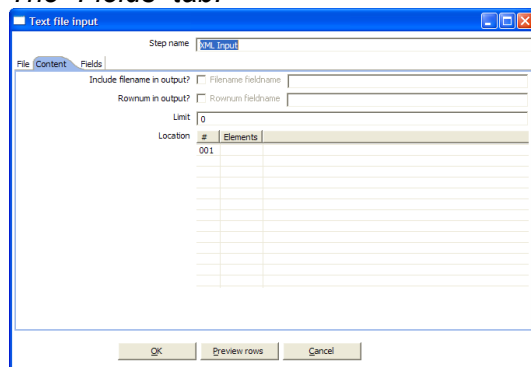 The "Fields" tab:
Text file input
Step name XML Input
File Content Fields
Include filename in output? Filename fieldname
Rownum in output? Rownum fieldname
Limit 0
Location # Elements
001
OK Preview rows Cancel